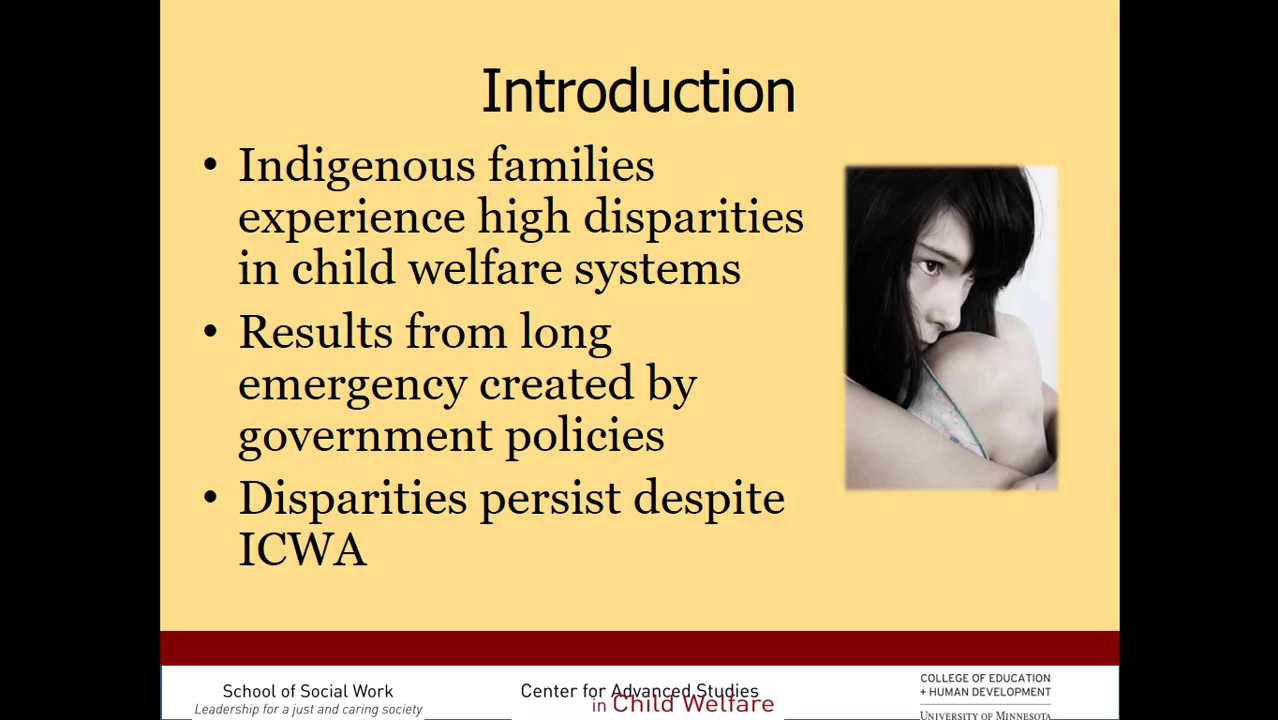 Introduction
• Indigenous families
experience high disparities
in child welfare systems
• Results from long
emergency created by
government policies
• Disparities persist despite
ICWA
School of Social Work
Leadership for a just and caring society
Center for Advanced Studies
in Child Welfare
COLLEGE OF EDUCATION
+ HUMAN DEVELOPMENT
UNIVERSITY OF MINNESOTA